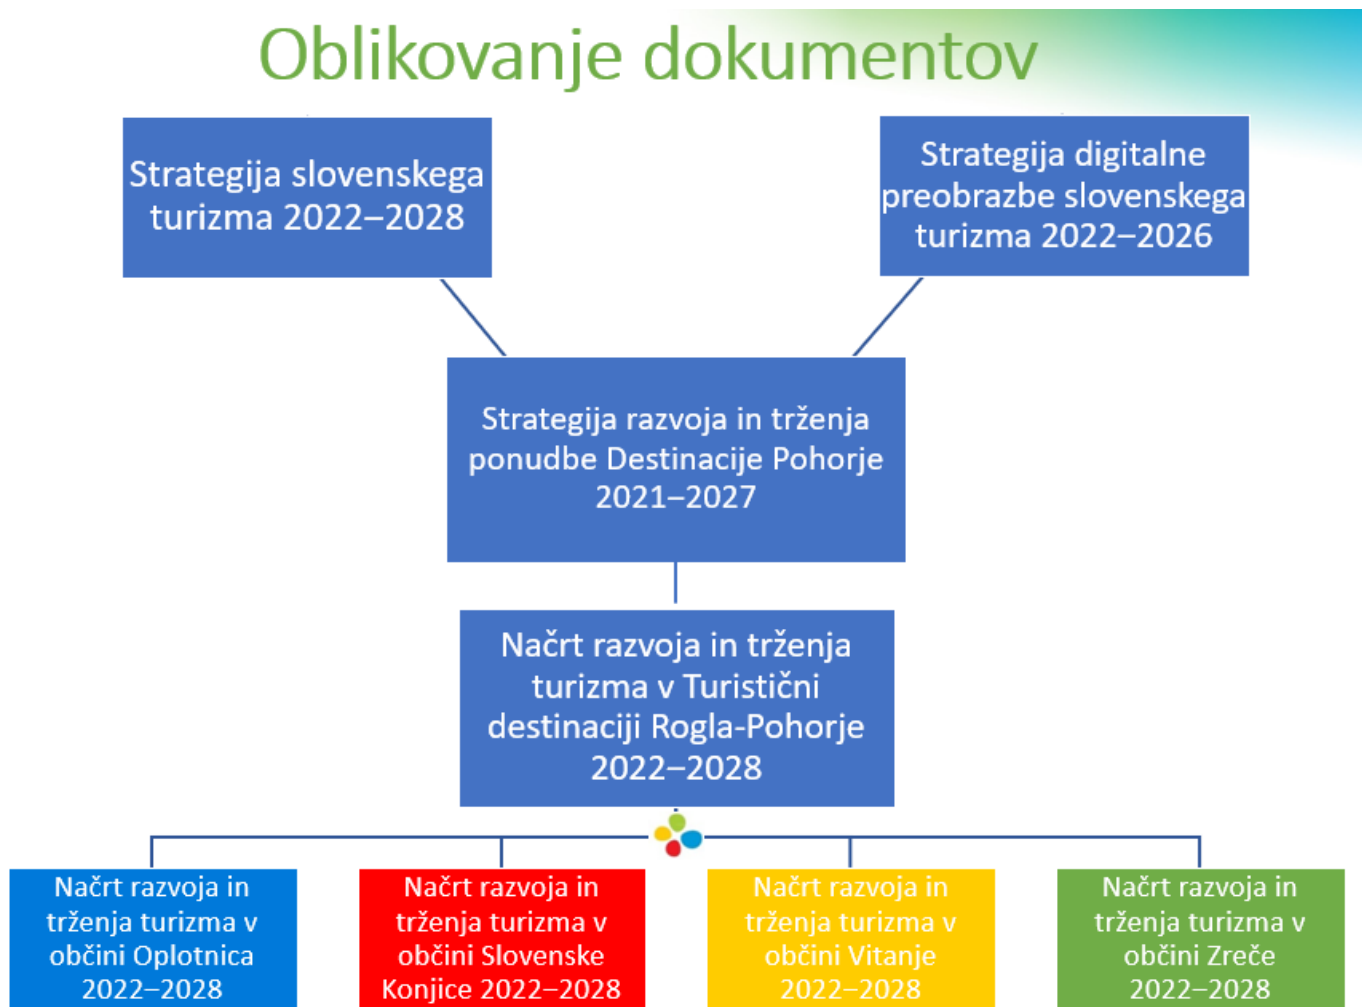 Oblikovanje dokumentov
Strategija slovenskega
turizma 2022–2028
Strategija digitalne
preobrazbe slovenskega
turizma 2022–2026
Strategija razvoja in trženja
ponudbe Destinacije Pohorje
2021–2027
Načrt razvoja in trženja
turizma v Turistični
destinaciji Rogla-Pohorje
2022–2028
Načrt razvoja in
trženja turizma v
občini Oplotnica
2022–2028
Načrt razvoja in
trženja turizma v
občini Slovenske
Konjice 2022–2028
Načrt razvoja in
trženja turizma v
občini Vitanje
2022–2028
Načrt razvoja in
trženja turizma v
občini Zreče
2022–2028